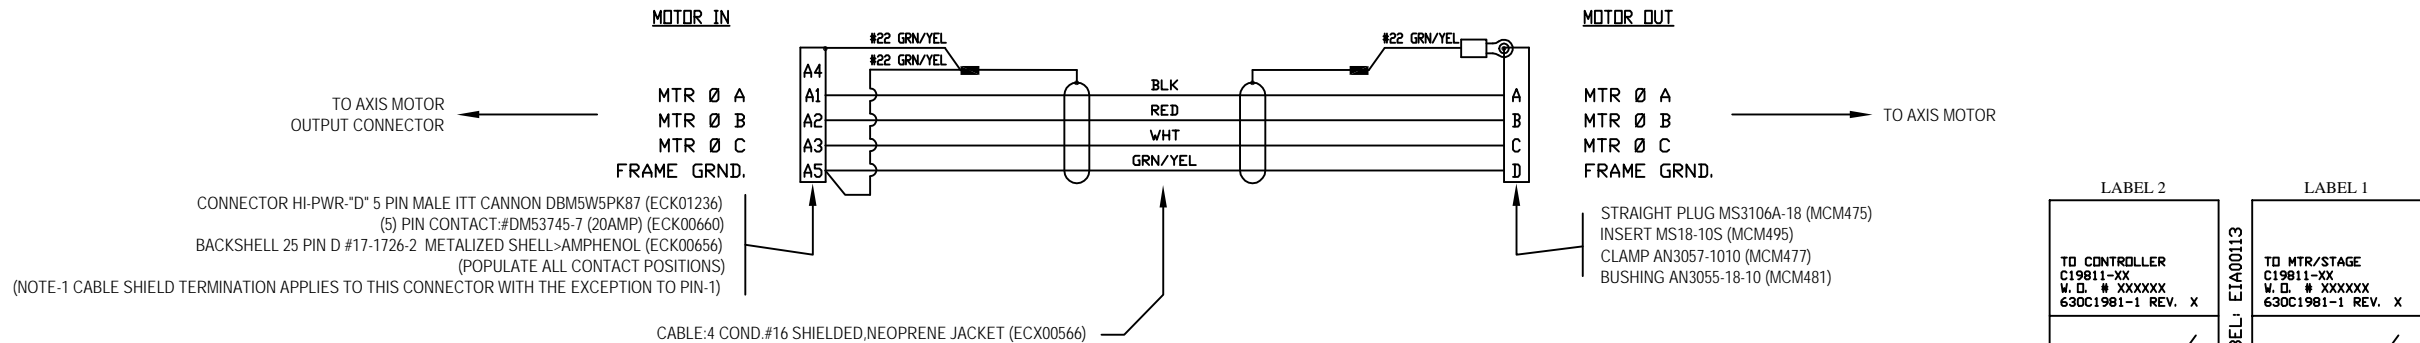 MOTOR IN
MOTOR OUT
#22 GRN/YEL
#22 GRN/YEL
#22 GRN/YEL
A4
TO AXIS MOTOR
OUTPUT CONNECTOR
MTR Ø A
A1
BLK
A
MTR Ø A
TO AXIS MOTOR
MTR Ø B
A2
RED
B
MTR Ø B
MTR Ø C
A3
WHT
C
MTR Ø C
FRAME GRND.
A5
GRN/YEL
D
FRAME GRND.
CONNECTOR HI-PWR-"D" 5 PIN MALE ITT CANNON DBM5W5PK87 (ECK01236)
(5) PIN CONTACT:#DM53745-7 (20AMP) (ECK00660)
BACKSHELL 25 PIN D #17-1726-2 METALIZED SHELL>AMPHENOL (ECK00656)
(POPULATE ALL CONTACT POSITIONS)
(NOTE-1 CABLE SHIELD TERMINATION APPLIES TO THIS CONNECTOR WITH THE EXCEPTION TO PIN-1)
STRAIGHT PLUG MS3106A-18 (MCM475)
INSERT MS18-10S (MCM495)
CLAMP AN3057-1010 (MCM477)
BUSHING AN3055-18-10 (MCM481)
CABLE:4 COND.#16 SHIELDED,NEOPRENE JACKET (ECX00566)
LABEL 2
TO CONTROLLER
C19811-XX
W.O. # XXXXXX
630C1981-1 REV. X
EIA00113
LABEL 1
TO MTR/STAGE
C19811-XX
W.O. # XXXXXX
630C1981-1 REV. X